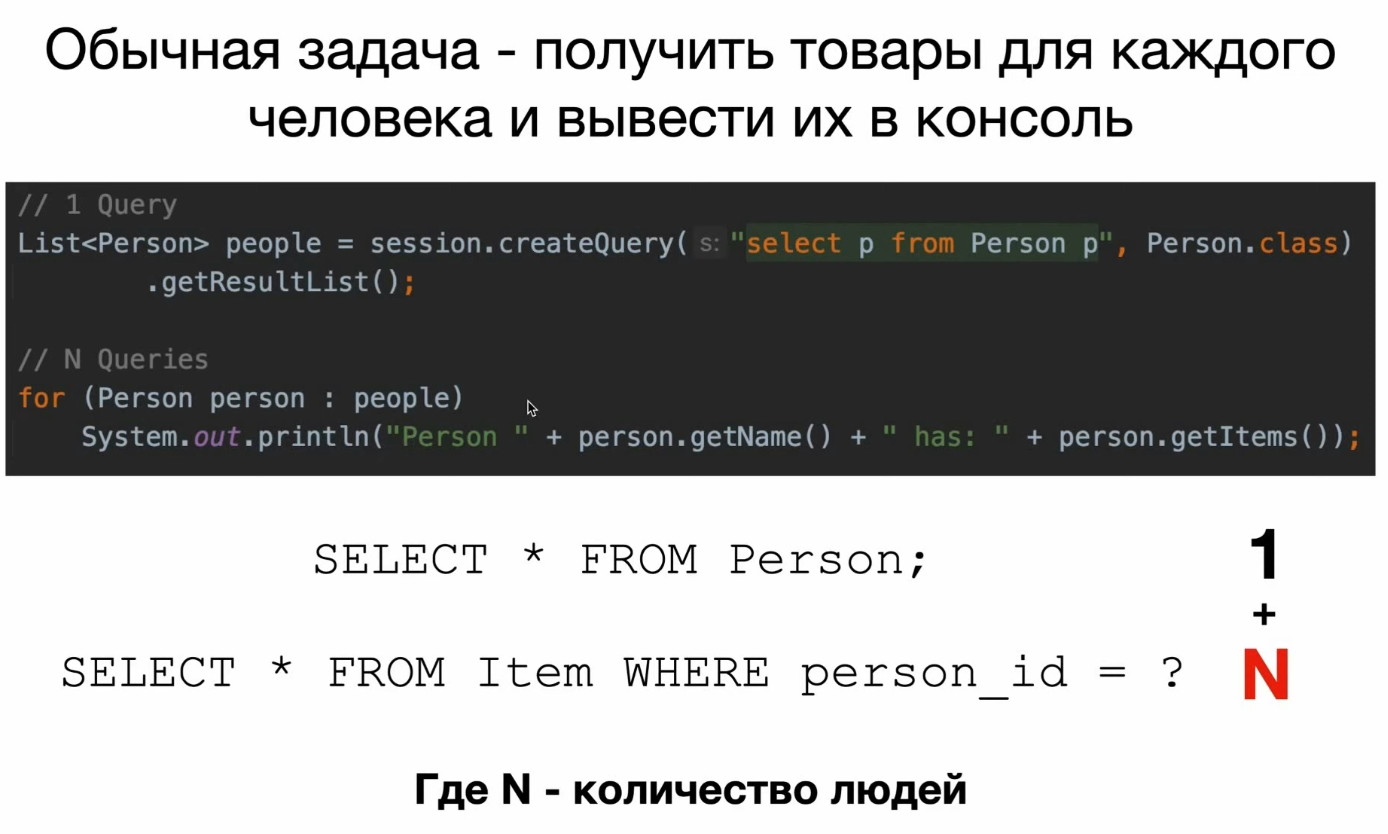 Обычная задача - получить товары для каждого
человека и вывести их в консоль
// 1 Query
List<Person> people = session.createQuery( s: "select p from Person p", Person.class)
.getResultList();
// N Queries
for (Person person : people)
System.out.println("Person " + person.getName() + " has: " + person.getItems());
SELECT * FROM Person;
1
+
SELECT * FROM Item WHERE person_id = ?
N
Где N - количество людей